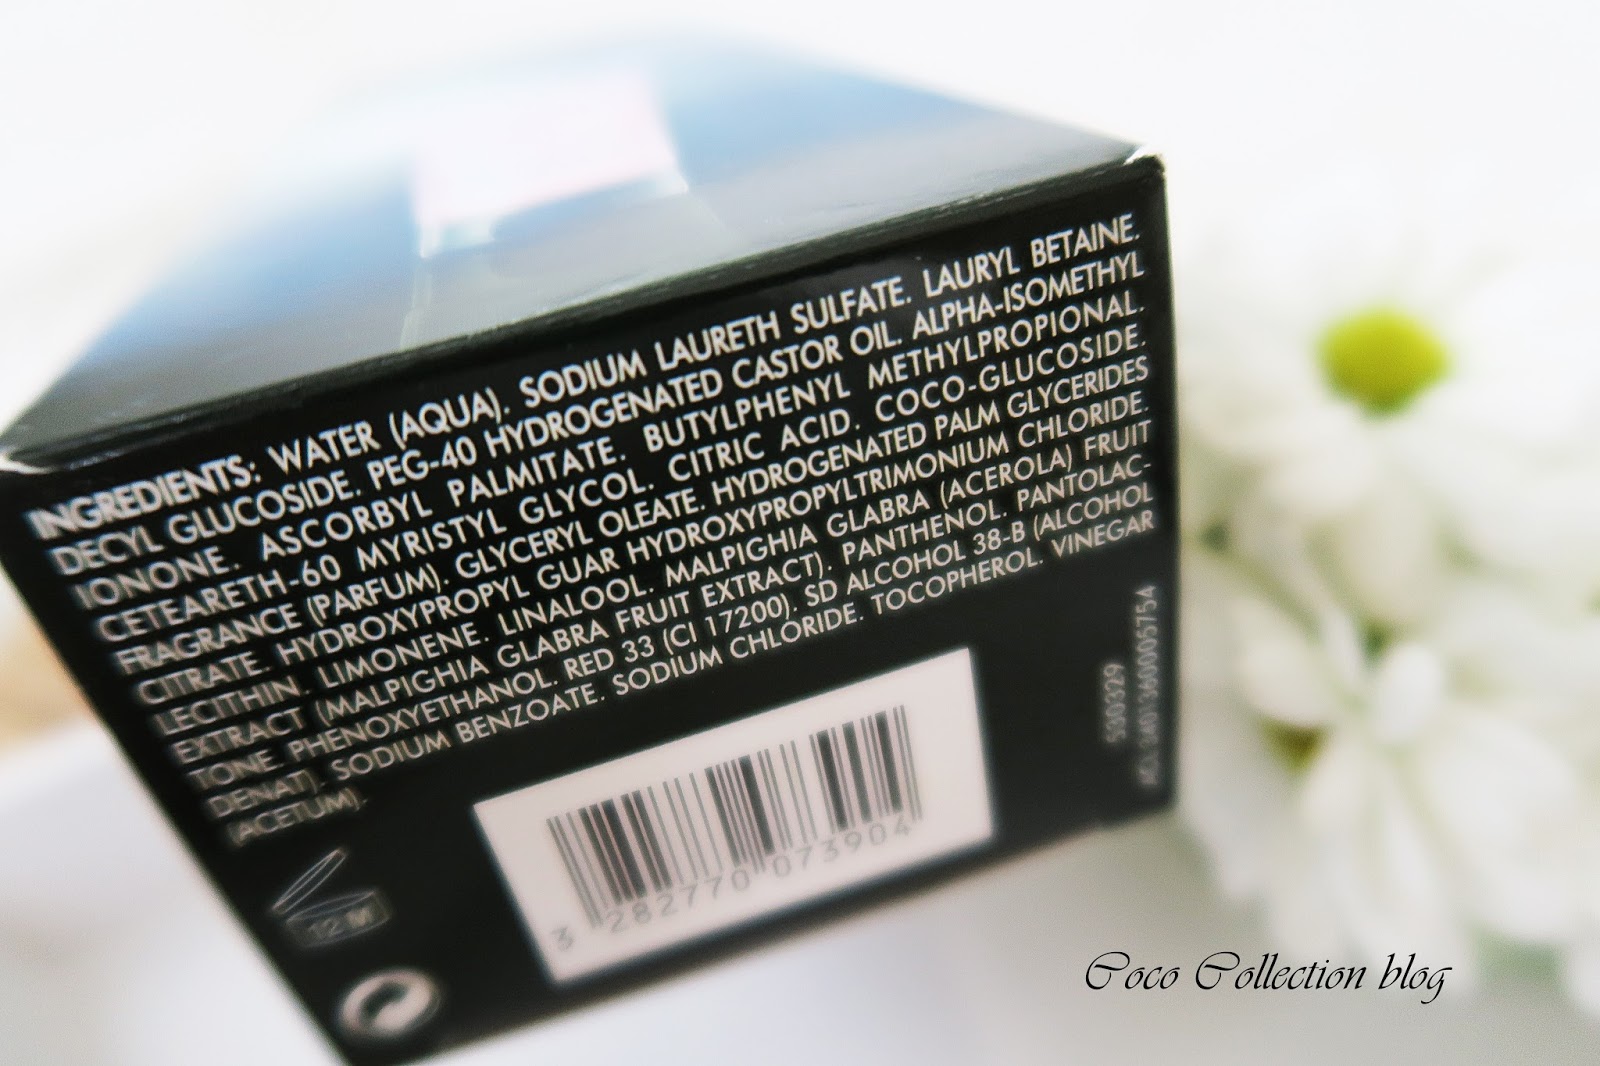 INGREDIENTS: WATER (AQUA). SODIUM LAURETH SULFATE. LAURYL BETAINE.
DECYL GLUCOSIDE. PEG-40 HYDROGENATED CASTOR OIL. ALPHA-ISOMETHYL
IONONE. ASCORBYL PALMITATE. BUTYLPHENYL METHYLPROPIONAL.
CETEARETH-60 MYRISTYL GLYCOL. CITRIC ACID. COCO-GLUCOSIDE.
FRAGRANCE (PARFUM). GLYCERYL OLEATE. HYDROGENATED PALM GLYCERIDES
CITRATE. HYDROXYPROPYL GUAR HYDROXYPROPYLTRIMONIUM CHLORIDE.
LECITHIN. LIMONENE. LINALOOL. MALPIGHIA GLABRA (ACEROLA) FRUIT
EXTRACT (MALPIGHIA GLABRA FRUIT EXTRACT). PANTHENOL. PANTOLAC-
TONE. PHENOXYETHANOL. RED 33 (CI 17200). SD ALCOHOL 38-B (ALCOHOL
DENAT). SODIUM BENZOATE. SODIUM CHLORIDE. TOCOPHEROL. VINEGAR
(ACETUM).
530329
ACL 3401 3600005754
12 M
3 282770 073904
Coco Collection blog